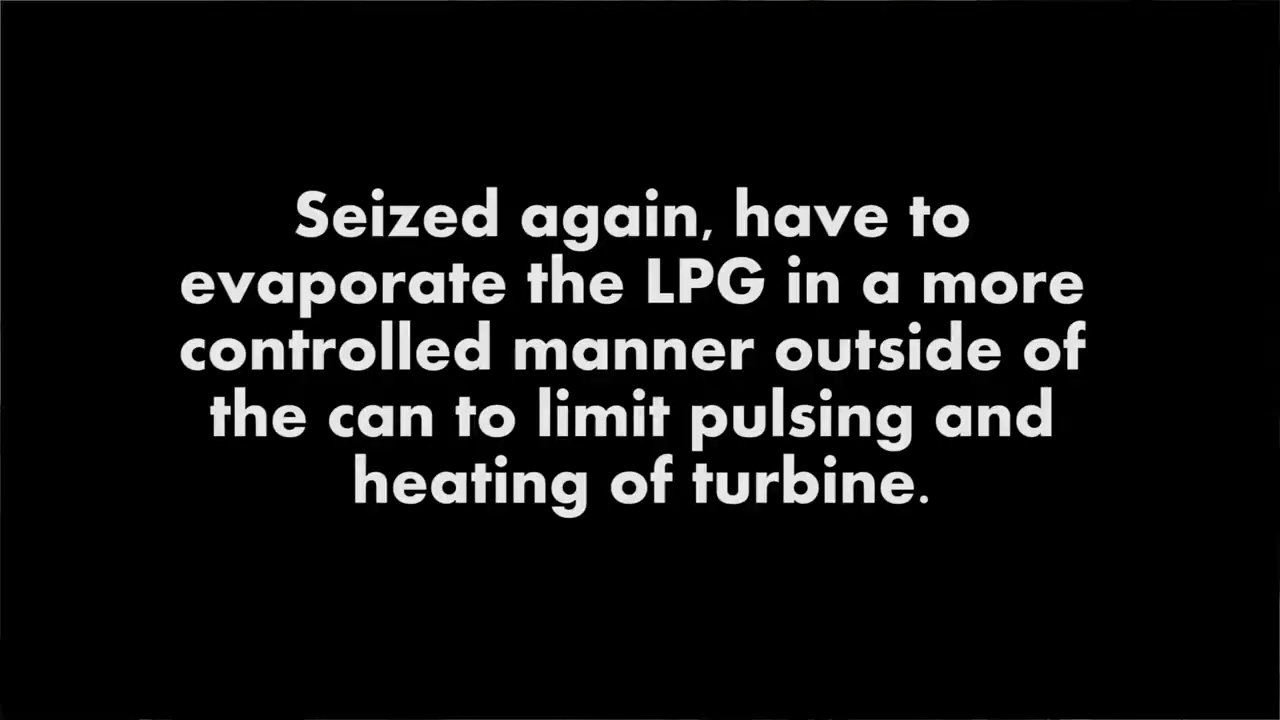 Seized again, have to
evaporate the LPG in a more
controlled manner outside of
the can to limit pulsing and
heating of turbine.